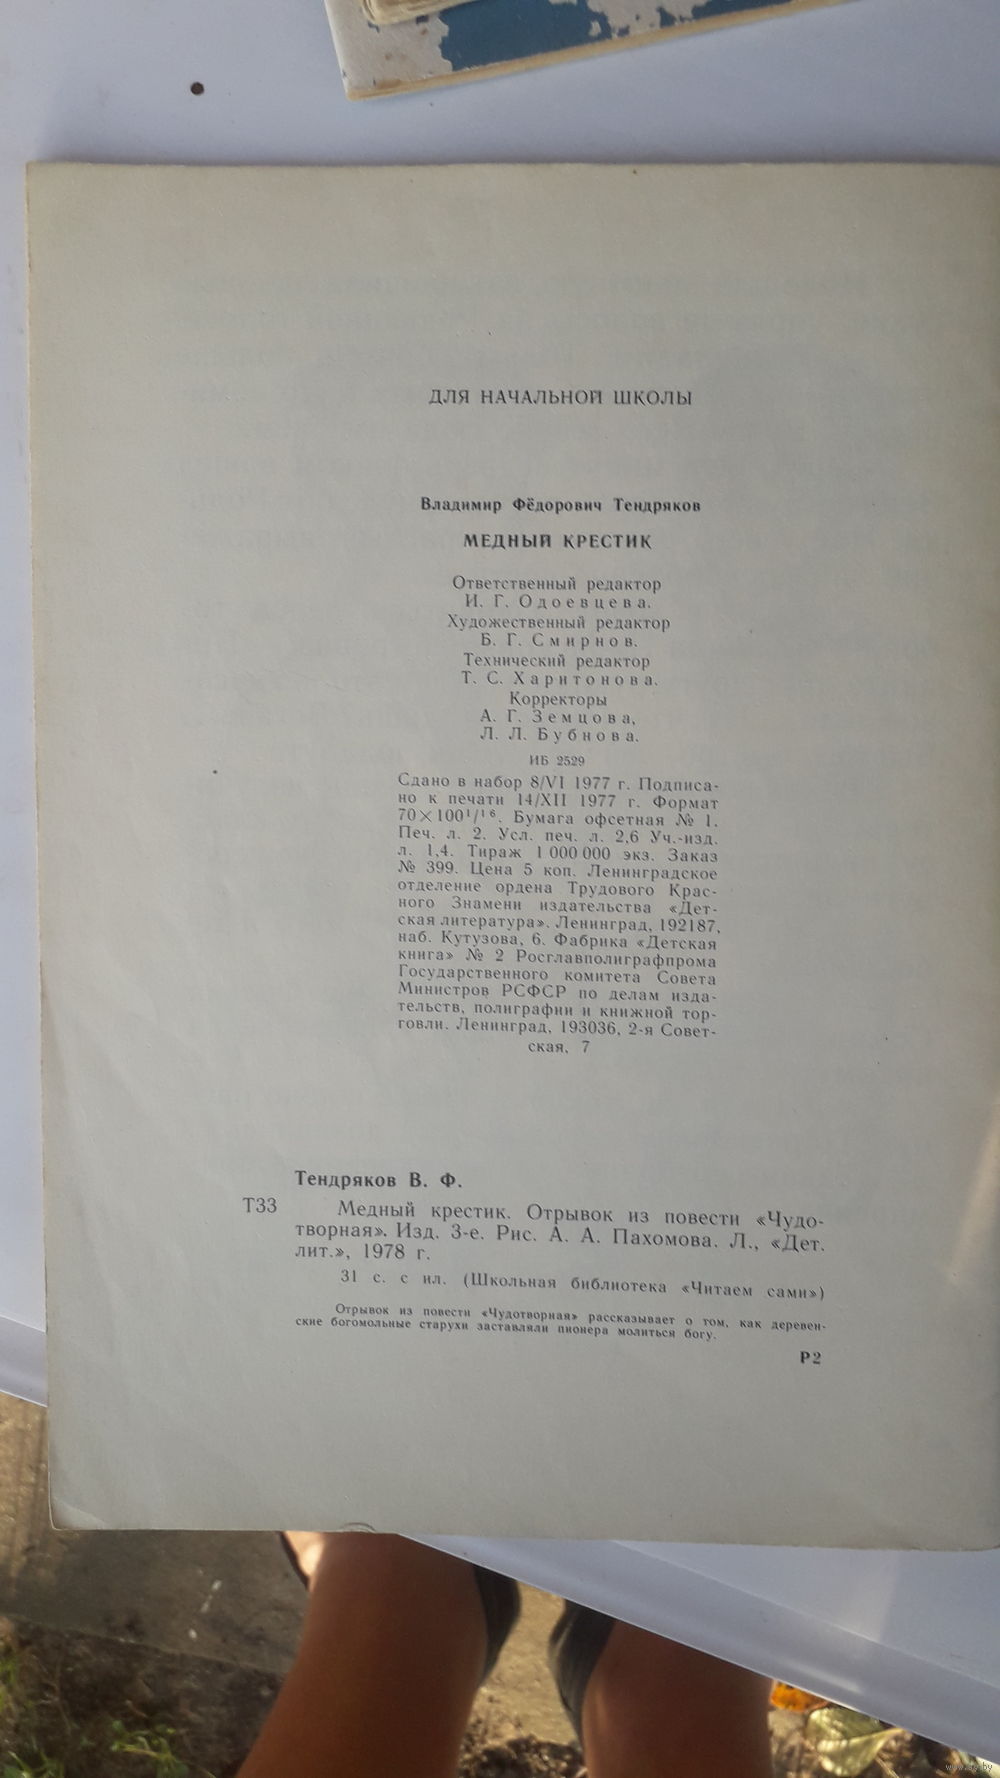 ДЛЯ НАЧАЛЬНОЙ ШКОЛЫ
Владимир Фёдорович Тендряков
МЕДНЫЙ КРЕСТИК
Ответственный редактор
И. Г. Одоевцева.
Художественный редактор
Б. Г. Смирнов.
Технический редактор
Т. С. Харитонова.
Корректоры
А. Г. Земцова,
Л. Л. Бубнова.
ИБ 2529
Сдано в набор 8/VI 1977 г. Подписа-
но к печати 14/XII 1977 г. Формат
70×100¹/¹⁶. Бумага офсетная № 1.
Печ. л. 2. Усл. печ. л. 2,6 Уч.-изд.
л. 1,4. Тираж 1 000 000 экз. Заказ
№ 399. Цена 5 коп. Ленинградское
отделение ордена Трудового Крас-
ного Знамени издательства «Дет-
ская литература». Ленинград, 192187,
наб. Кутузова, 6. Фабрика «Детская
книга» № 2 Росглавполиграфпрома
Государственного комитета Совета
Министров РСФСР по делам изда-
тельств, полиграфии и книжной тор-
говли. Ленинград, 193036, 2-я Совет-
ская, 7
Тендряков В. Ф.
Т33 Медный крестик. Отрывок из повести «Чудо-
творная». Изд. 3-е. Рис. А. А. Пахомова. Л., «Дет.
лит.», 1978 г.
31 с. с ил. (Школьная библиотека «Читаем сами»)
Отрывок из повести «Чудотворная» рассказывает о том, как деревен-
ские богомольные старухи заставляли пионера молиться богу.
Р2
www.ay.by